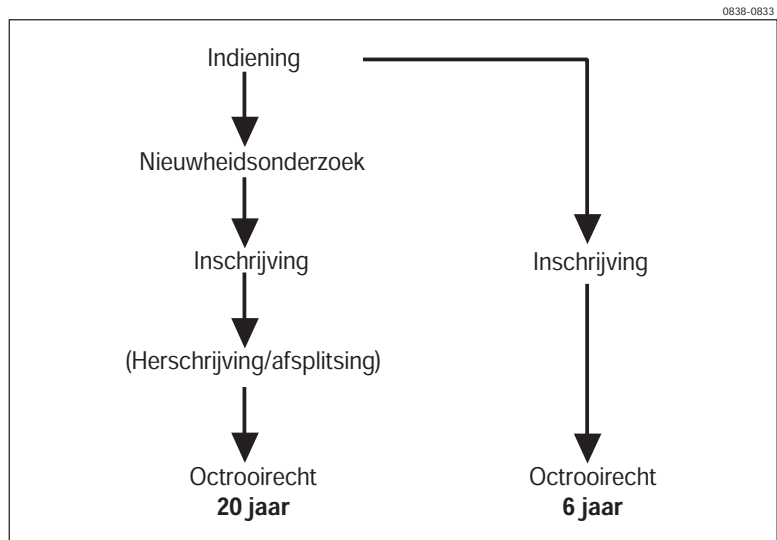 0838-0833
Indiening
Nieuwheidsonderzoek
Inschrijving
Inschrijving
(Herschrijving/afsplitsing)
Octrooirecht
20 jaar
Octrooirecht
6 jaar